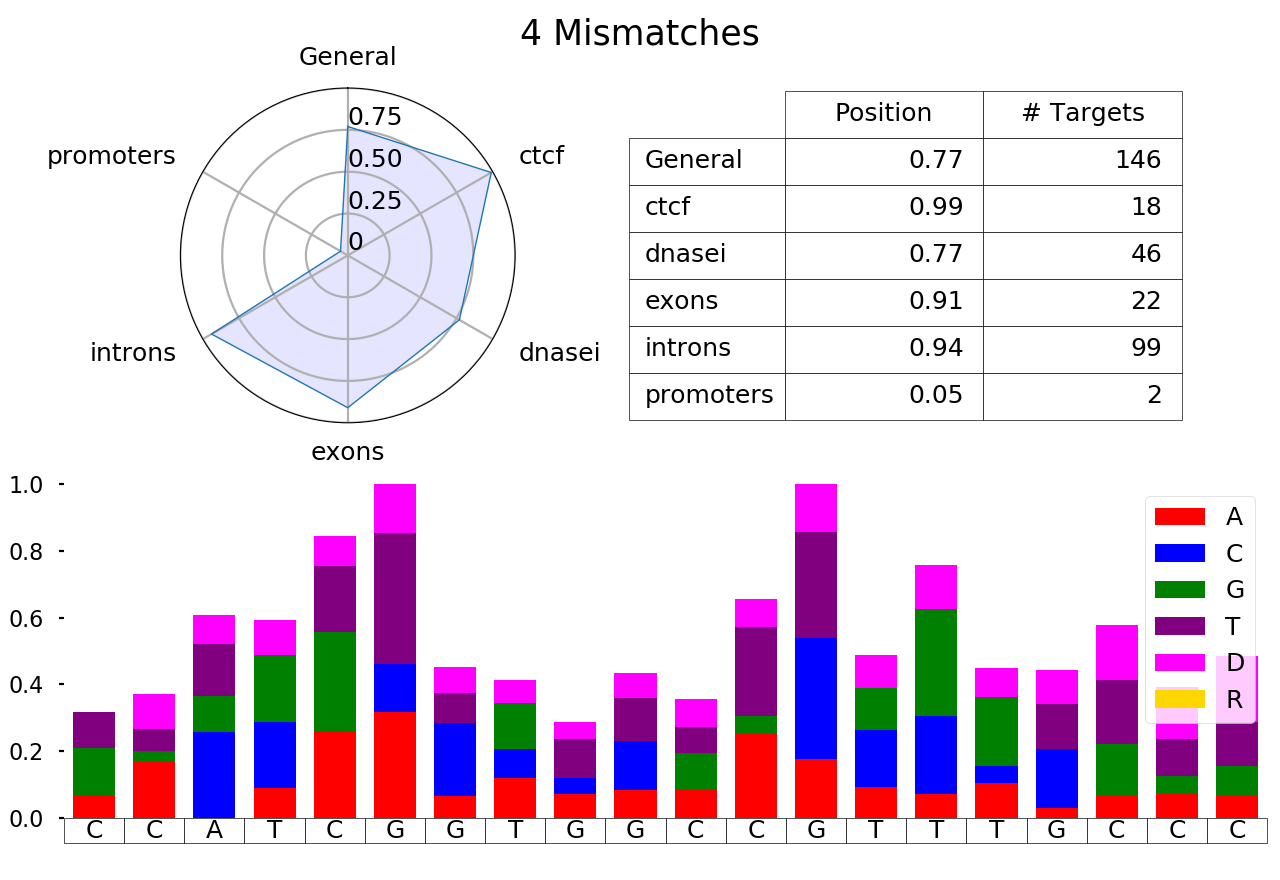 4 Mismatches
General
promoters
ctcf
introns
dnasei
exons
0.75
0.50
0.25
0
Position # Targets
General 0.77 146
ctcf 0.99 18
dnasei 0.77 46
exons 0.91 22
introns 0.94 99
promoters 0.05 2
1.0
0.8
0.6
0.4
0.2
0.0
A
C
G
T
D
R
C C A T C G G T G G C C G T T T G C C C